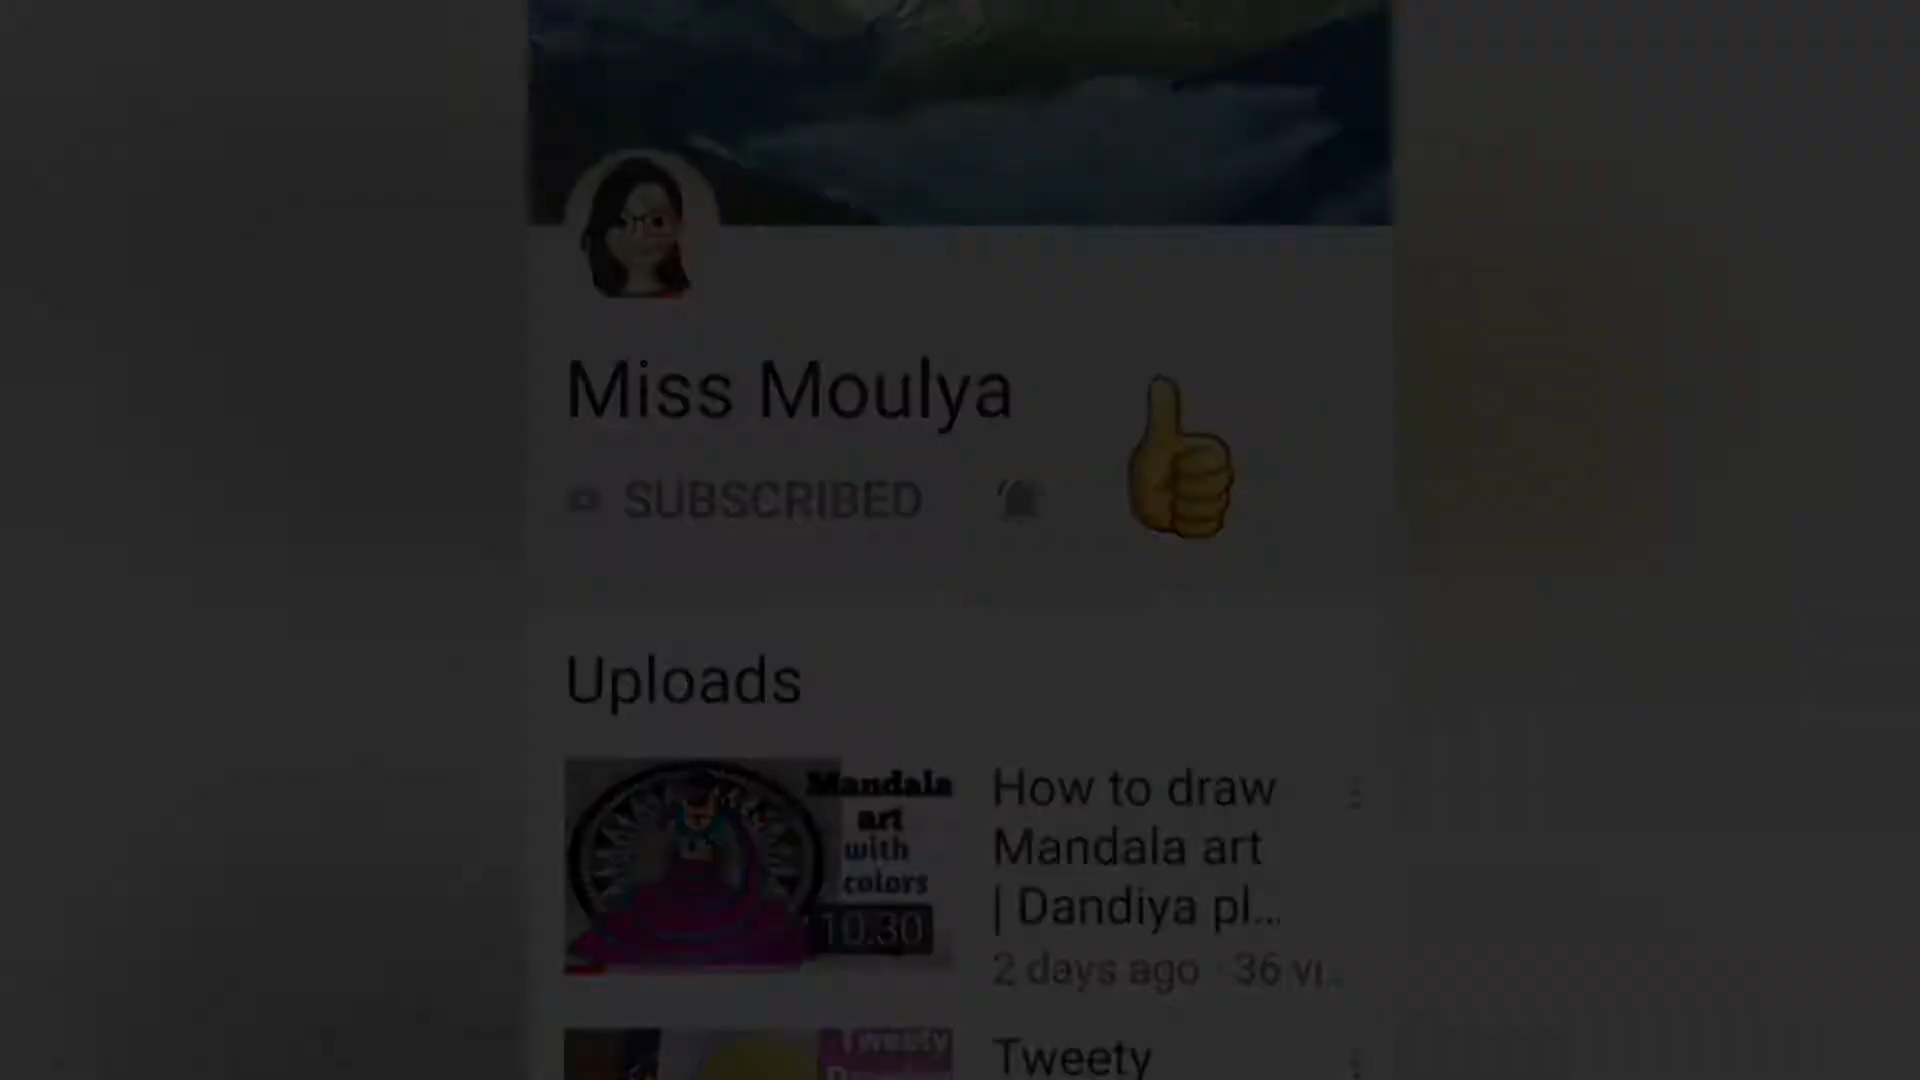 Miss Moulya
SUBSCRIBED
Uploads
Mandala
art
with
colors
10:30
How to draw
Mandala art
| Dandiya pl...
2 days ago · 36 vi...
Tweety
Tweety